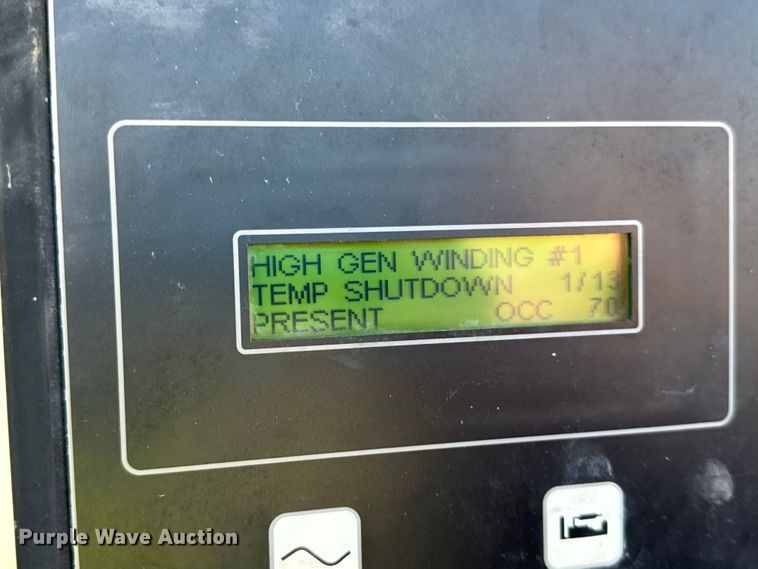 HIGH GEN WINDING #1
TEMP SHUTDOWN 1/13
PRESENT OCC 70
Purple Wave Auction